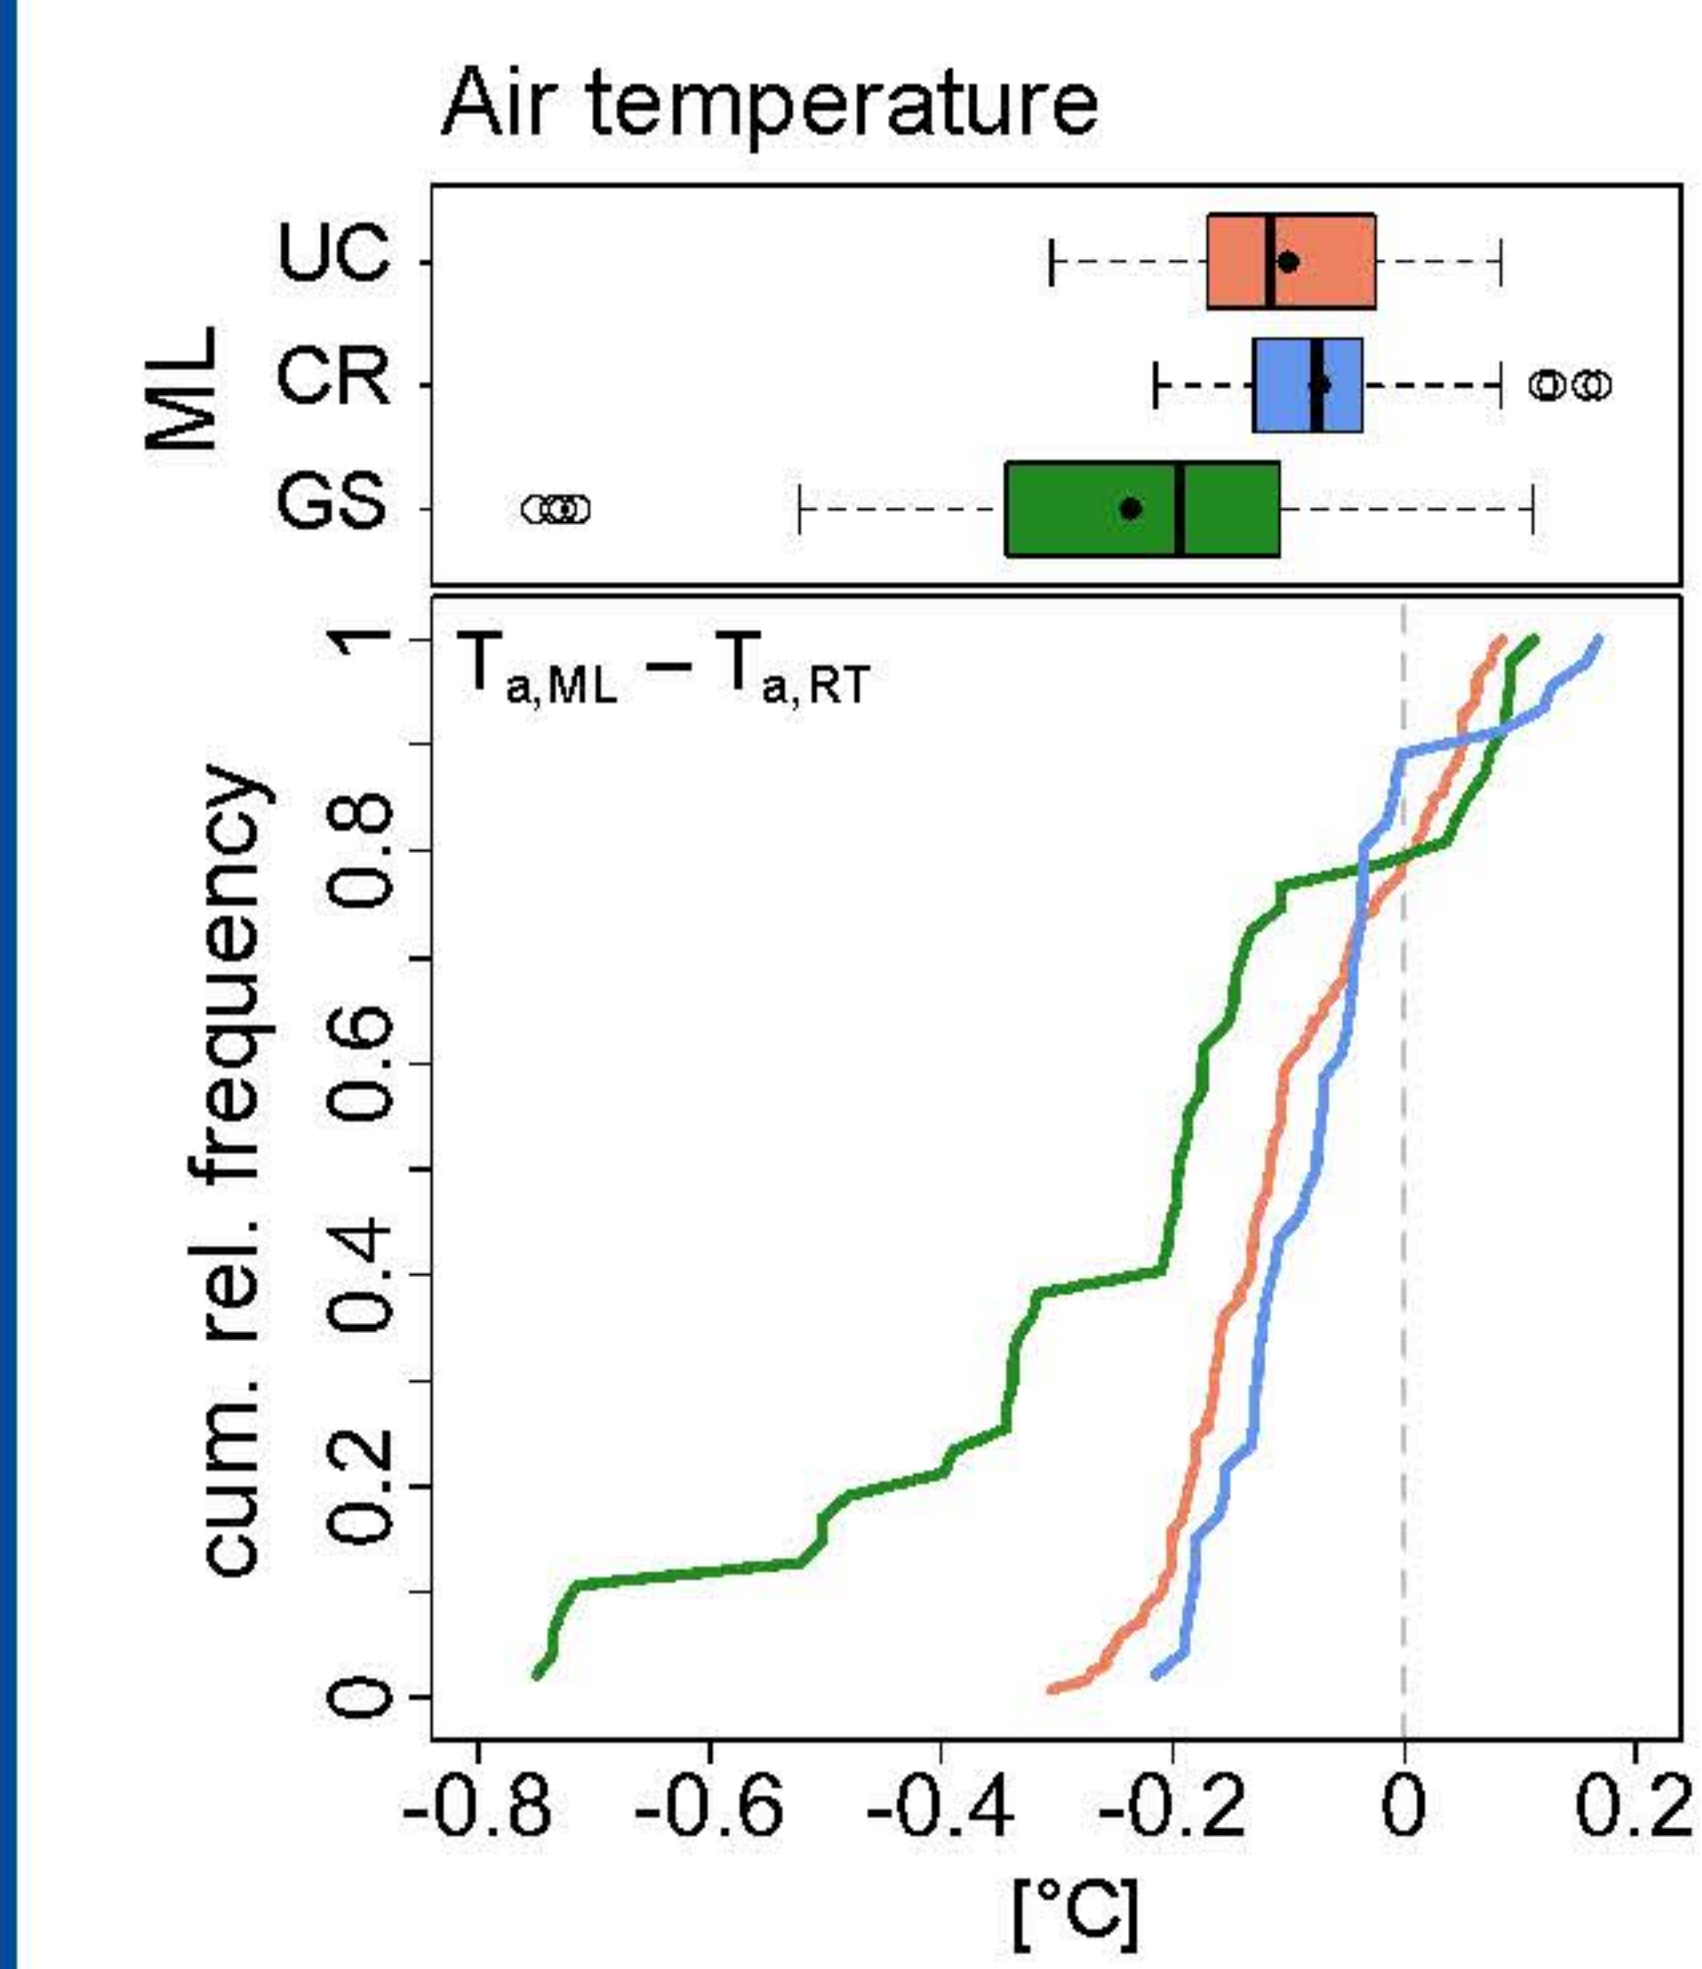 Air temperature
ML
UC
CR
GS
Ta,ML − Ta,RT
cum. rel. frequency
1
0.8
0.6
0.4
0.2
0
-0.8 -0.6 -0.4 -0.2 0 0.2
[°C]